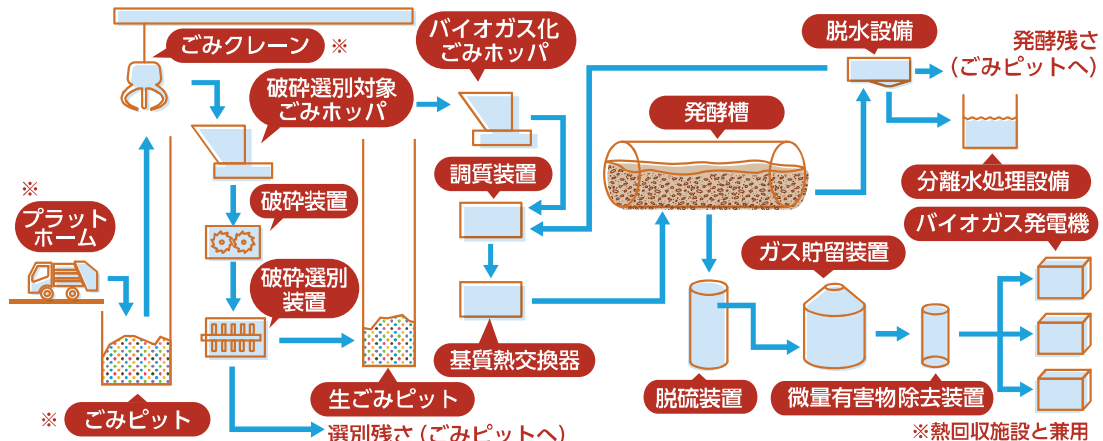 ごみクレーン ※
バイオガス化
ごみホッパ
破砕選別対象
ごみホッパ
※
プラット
ホーム
破砕装置
破砕選別
装置
※ ごみピット
選別残さ(ごみピットへ)
生ごみピット
調質装置
基質熱交換器
発酵槽
脱水設備
発酵残さ
(ごみピットへ)
分離水処理設備
ガス貯留装置
バイオガス発電機
脱硫装置
微量有害物除去装置
※熱回収施設と兼用